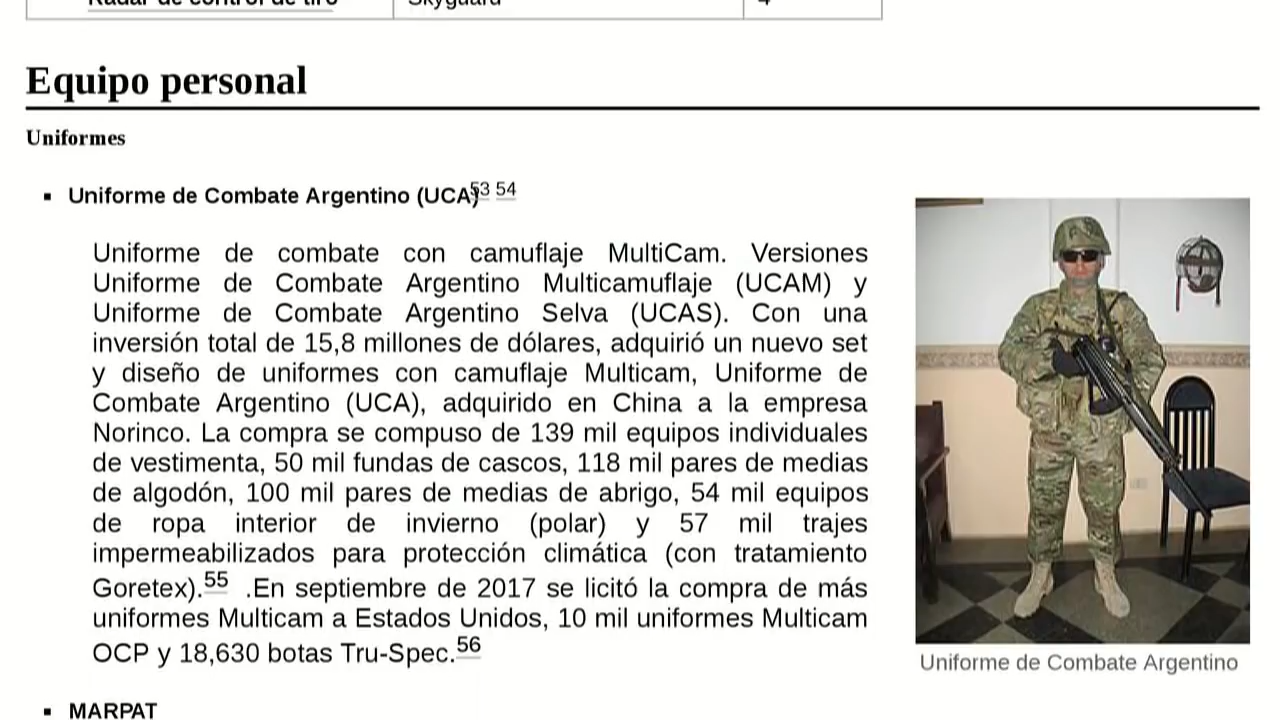 Radar de control de tiro Skyguard 4
Equipo personal
Uniformes
▪ Uniforme de Combate Argentino (UCA)53 54
Uniforme de combate con camuflaje MultiCam. Versiones
Uniforme de Combate Argentino Multicamuflaje (UCAM) y
Uniforme de Combate Argentino Selva (UCAS). Con una
inversión total de 15,8 millones de dólares, adquirió un nuevo set
y diseño de uniformes con camuflaje Multicam, Uniforme de
Combate Argentino (UCA), adquirido en China a la empresa
Norinco. La compra se compuso de 139 mil equipos individuales
de vestimenta, 50 mil fundas de cascos, 118 mil pares de medias
de algodón, 100 mil pares de medias de abrigo, 54 mil equipos
de ropa interior de invierno (polar) y 57 mil trajes
impermeabilizados para protección climática (con tratamiento
Goretex).55 .En septiembre de 2017 se licitó la compra de más
uniformes Multicam a Estados Unidos, 10 mil uniformes Multicam
OCP y 18,630 botas Tru-Spec.56
Uniforme de Combate Argentino
▪ MARPAT